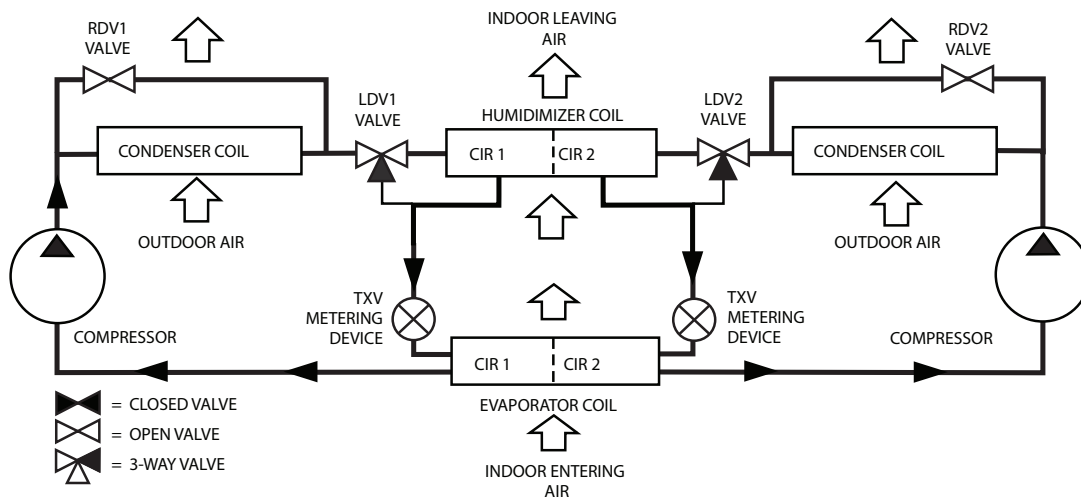 INDOOR LEAVING
AIR
RDV1
VALVE
RDV2
VALVE
LDV1
VALVE
LDV2
VALVE
HUMIDIMIZER COIL
CONDENSER COIL
CIR 1
CIR 2
CONDENSER COIL
OUTDOOR AIR
OUTDOOR AIR
TXV
METERING
DEVICE
TXV
METERING
DEVICE
COMPRESSOR
COMPRESSOR
CIR 1
CIR 2
EVAPORATOR COIL
= CLOSED VALVE
= OPEN VALVE
= 3-WAY VALVE
INDOOR ENTERING
AIR